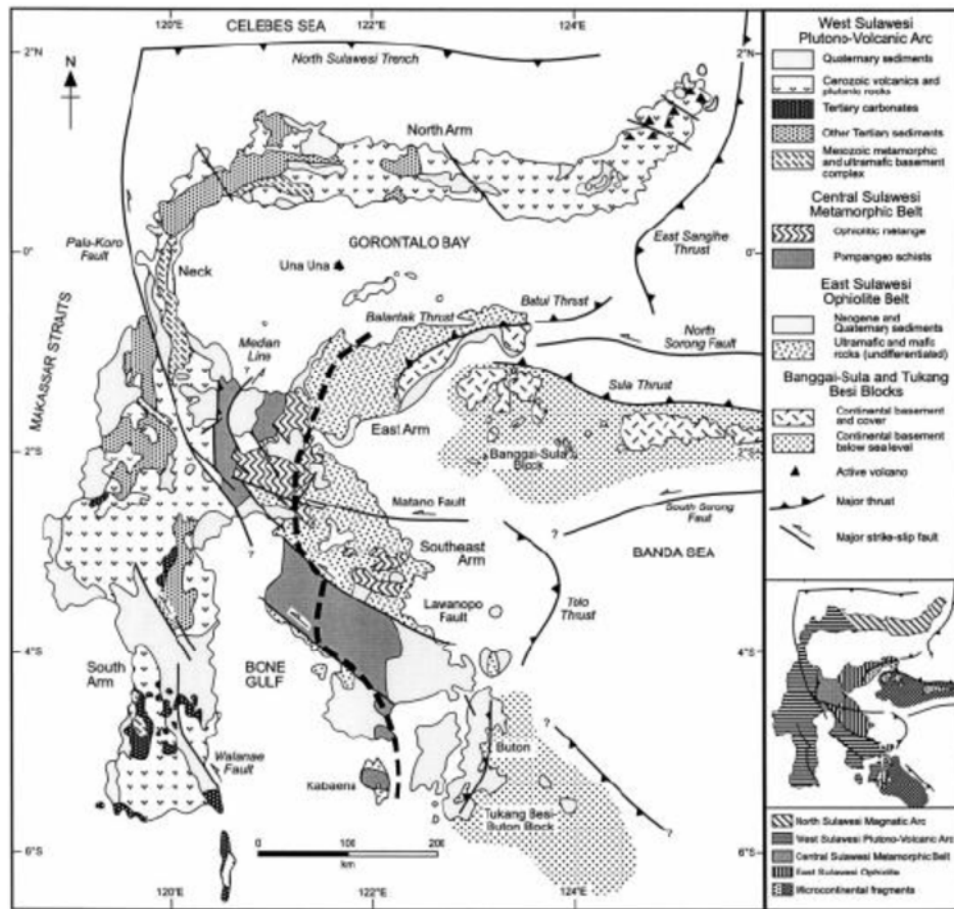 120°E
CELEBES SEA
122°E
124°E
2°N
2°N
N
North Sulawesi Trench
North Arm
Palu-Koro
Fault
0°
0°
GORONTALO BAY
East Sangihe
Thrust
Neck
Una Una
MAKASSAR STRAITS
Batui Thrust
Balantak Thrust
Median
Line
?
North
Sorong Fault
Sula Thrust
East Arm
2°S
2°S
Banggai-Sula
Block
Matano Fault
South Sorong
Fault
?
?
Southeast
Arm
BANDA SEA
Lawanopo
Fault
Tolo
Thrust
4°S
4°S
South
Arm
BONE
GULF
?
Walanae
Fault
Buton
Kabaena
Tukang Besi-
Buton Block
?
0
100
200
km
6°S
6°S
120°E
122°E
124°E
West Sulawesi
Plutono-Volcanic Arc
Quaternary sediments
Cenozoic volcanics and
plutonic rocks
Tertiary carbonates
Other Tertiary sediments
Mesozoic metamorphic
and ultramafic basement
complex
Central Sulawesi
Metamorphic Belt
Ophiolitic mélange
Pompangeo schists
East Sulawesi
Ophiolite Belt
Neogene and
Quaternary sediments
Ultramafic and mafic
rocks (undifferentiated)
Banggai-Sula and Tukang
Besi Blocks
Continental basement
and cover
Continental basement
below sea level
Active volcano
Major thrust
Major strike-slip fault
North Sulawesi Magmatic Arc
West Sulawesi Plutono-Volcanic Arc
Central Sulawesi Metamorphic Belt
East Sulawesi Ophiolite
Microcontinental fragments